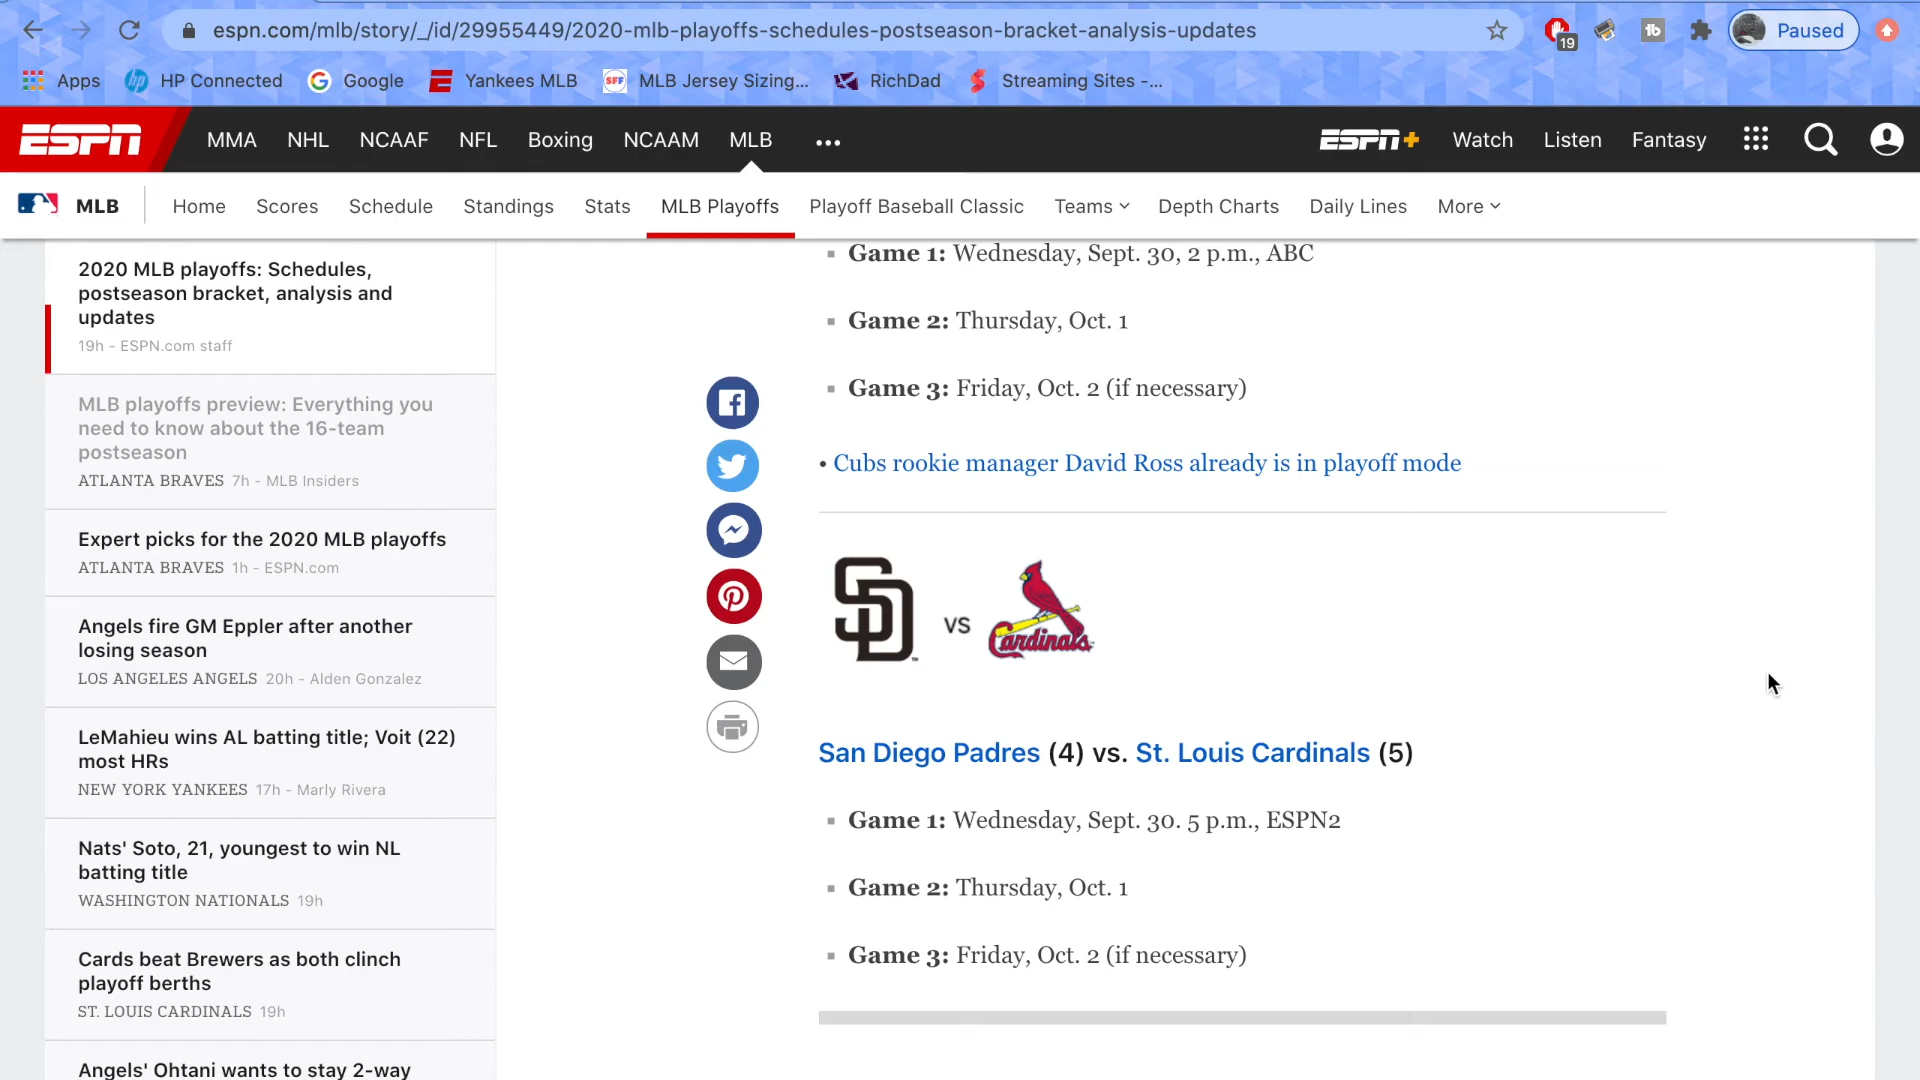 espn.com/mlb/story/_/id/29955449/2020-mlb-playoffs-schedules-postseason-bracket-analysis-updates
19
tb
Paused
Apps
hp
HP Connected
Google
Yankees MLB
SFF
MLB Jersey Sizing...
RichDad
Streaming Sites -...
ESPN
MMA
NHL
NCAAF
NFL
Boxing
NCAAM
MLB
ESPN+
Watch
Listen
Fantasy
MLB
Home
Scores
Schedule
Standings
Stats
MLB Playoffs
Playoff Baseball Classic
Teams
Depth Charts
Daily Lines
More
2020 MLB playoffs: Schedules,
postseason bracket, analysis and
updates
19h - ESPN.com staff
MLB playoffs preview: Everything you
need to know about the 16-team
postseason
ATLANTA BRAVES 7h - MLB Insiders
Expert picks for the 2020 MLB playoffs
ATLANTA BRAVES 1h - ESPN.com
Angels fire GM Eppler after another
losing season
LOS ANGELES ANGELS 20h - Alden Gonzalez
LeMahieu wins AL batting title; Voit (22)
most HRs
NEW YORK YANKEES 17h - Marly Rivera
Nats' Soto, 21, youngest to win NL
batting title
WASHINGTON NATIONALS 19h
Cards beat Brewers as both clinch
playoff berths
ST. LOUIS CARDINALS 19h
Angels' Ohtani wants to stay 2-way
Game 1: Wednesday, Sept. 30, 2 p.m., ABC
Game 2: Thursday, Oct. 1
Game 3: Friday, Oct. 2 (if necessary)
• Cubs rookie manager David Ross already is in playoff mode
SD
VS
Cardinals
San Diego Padres (4) vs. St. Louis Cardinals (5)
Game 1: Wednesday, Sept. 30. 5 p.m., ESPN2
Game 2: Thursday, Oct. 1
Game 3: Friday, Oct. 2 (if necessary)